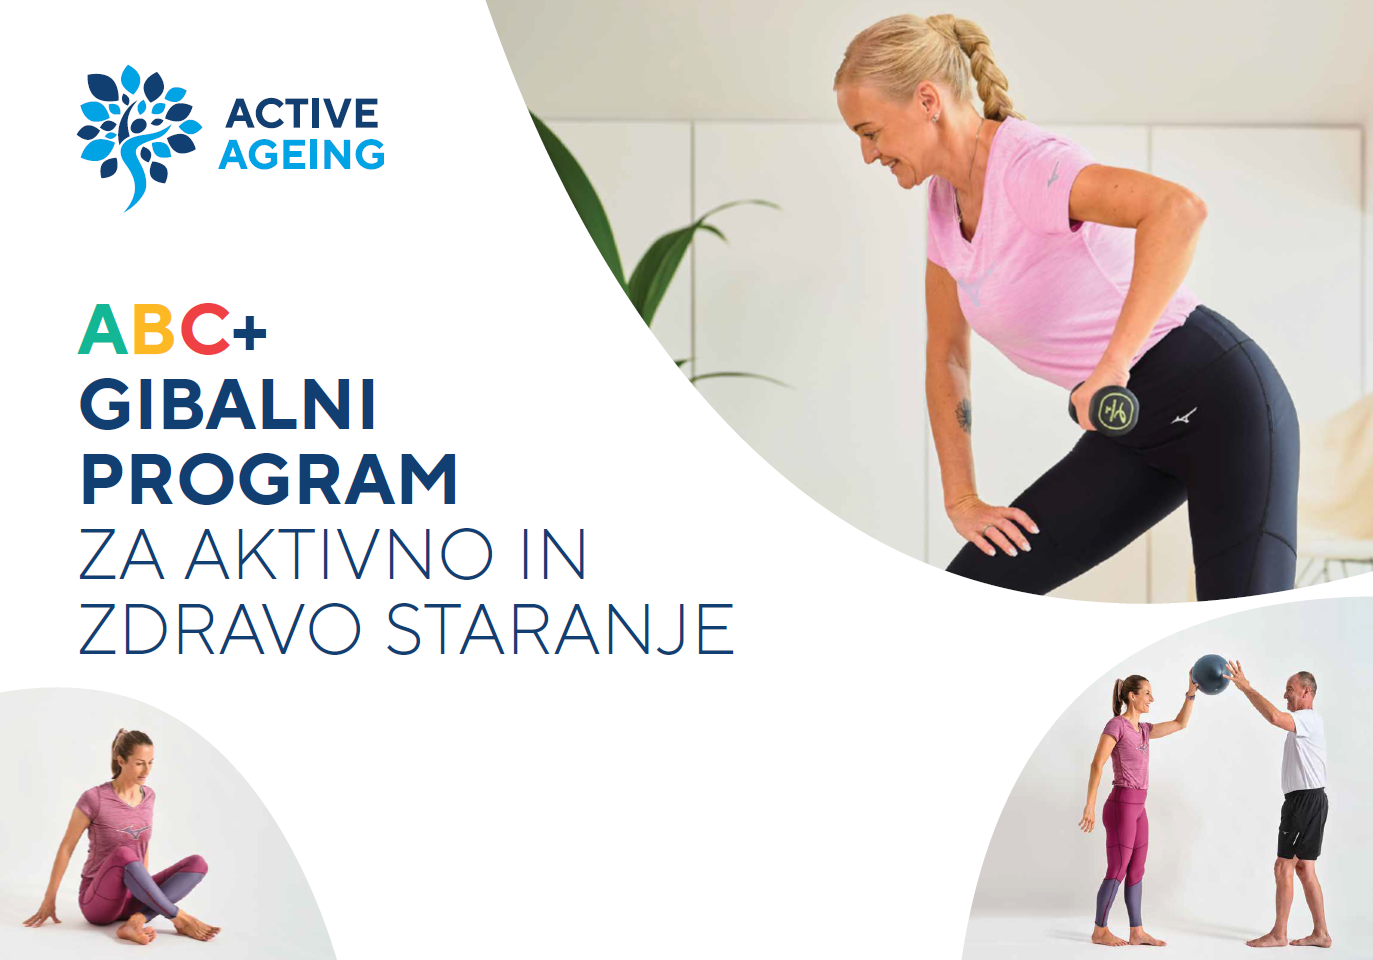 ACTIVE
AGEING
ABC+
GIBALNI
PROGRAM
ZA AKTIVNO IN
ZDRAVO STARANJE